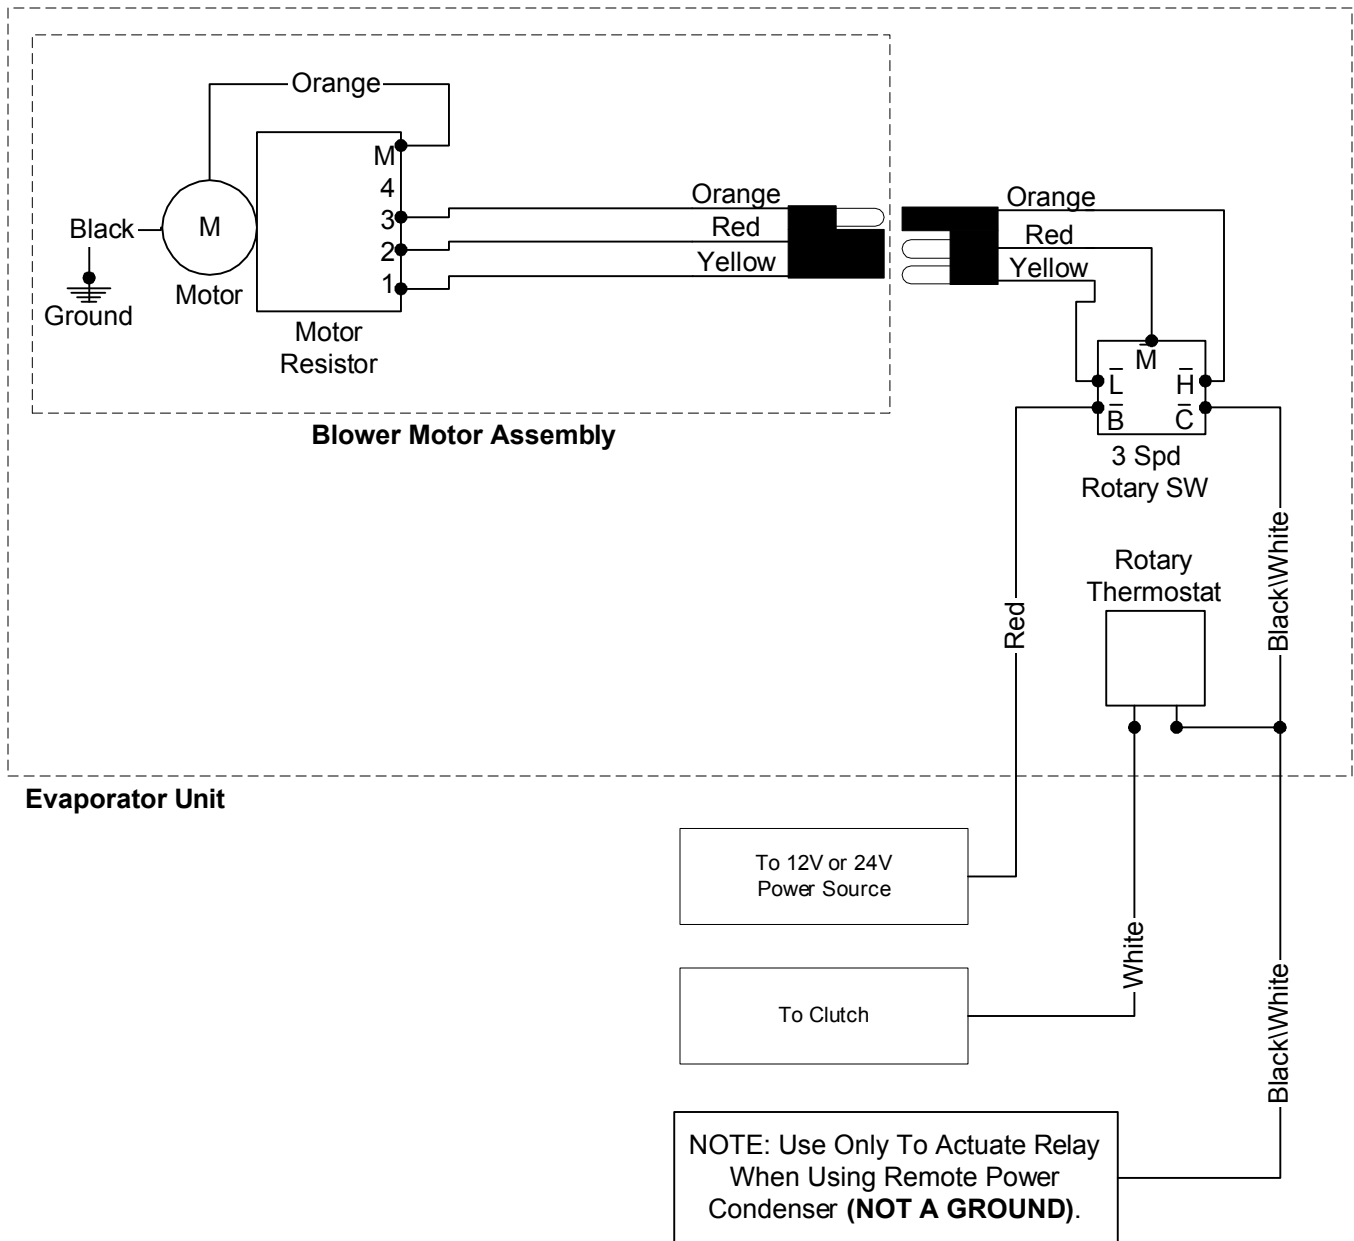 Orange
M
4
3
2
1
Black
M
Motor
Ground
Motor
Resistor
Orange
Red
Yellow
Orange
Red
Yellow
M
L
H
B
C
3 Spd
Rotary SW
Blower Motor Assembly
Rotary
Thermostat
Red
Black\White
Evaporator Unit
To 12V or 24V
Power Source
White
To Clutch
Black\White
NOTE: Use Only To Actuate Relay
When Using Remote Power
Condenser (NOT A GROUND).